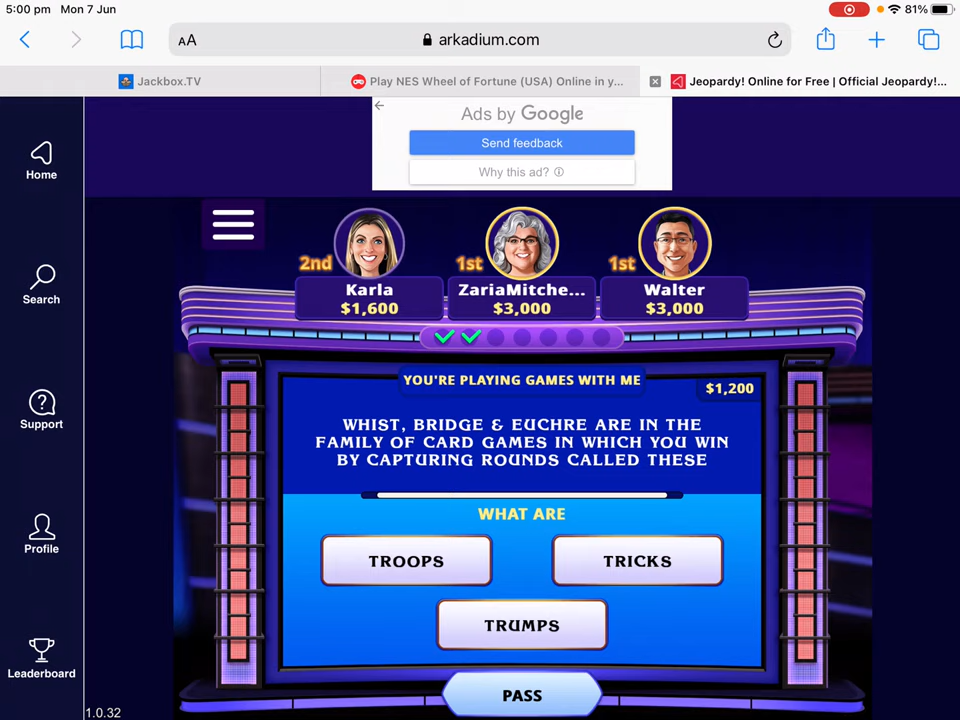 5:00 pm Mon 7 Jun
81%
AA
arkadium.com
Jackbox.TV
Play NES Wheel of Fortune (USA) Online in y...
Jeopardy! Online for Free | Official Jeopardy!...
Ads by Google
Send feedback
Why this ad?
Home
Search
Support
Profile
Leaderboard
2nd
1st
1st
Karla
ZariaMitche...
Walter
$1,600
$3,000
$3,000
YOU'RE PLAYING GAMES WITH ME
$1,200
WHIST, BRIDGE & EUCHRE ARE IN THE
FAMILY OF CARD GAMES IN WHICH YOU WIN
BY CAPTURING ROUNDS CALLED THESE
WHAT ARE
TROOPS
TRICKS
TRUMPS
PASS
1.0.32